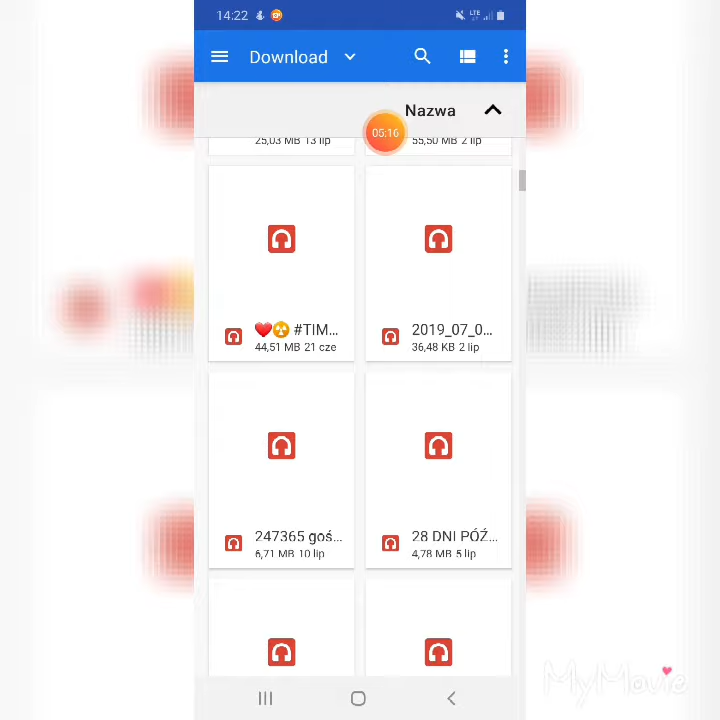 14:22 LTE
Download
Nazwa
05:16
25,03 MB 13 lip
55,50 MB 2 lip
❤️☢️ #TIM...
44,51 MB 21 cze
2019_07_0...
36,48 KB 2 lip
247365 goś...
6,71 MB 10 lip
28 DNI PÓŹ...
4,78 MB 5 lip
MyMovie